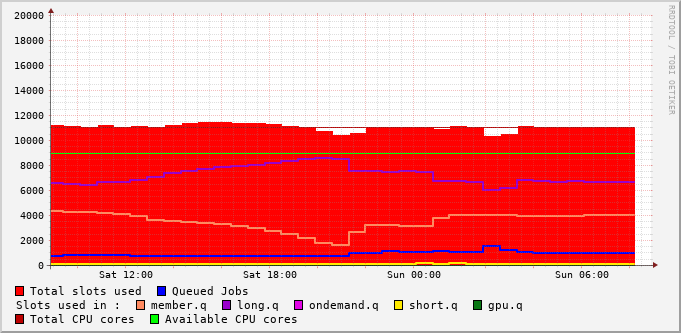 20000
18000
16000
14000
12000
10000
8000
6000
4000
2000
0
Sat 12:00 Sat 18:00 Sun 00:00 Sun 06:00
Total slots used Queued Jobs
Slots used in : member.q long.q ondemand.q short.q gpu.q
Total CPU cores Available CPU cores
RRDTOOL / TOBI OETIKER